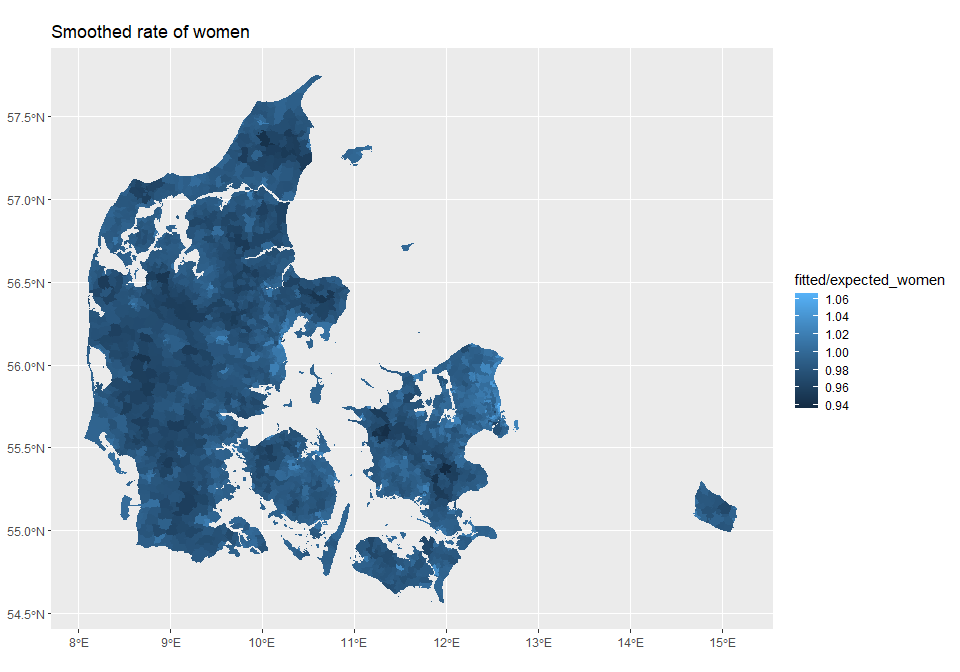 Smoothed rate of women
57.5°N
57.0°N
56.5°N
56.0°N
55.5°N
55.0°N
54.5°N
8°E 9°E 10°E 11°E 12°E 13°E 14°E 15°E
fitted/expected_women
1.06
1.04
1.02
1.00
0.98
0.96
0.94